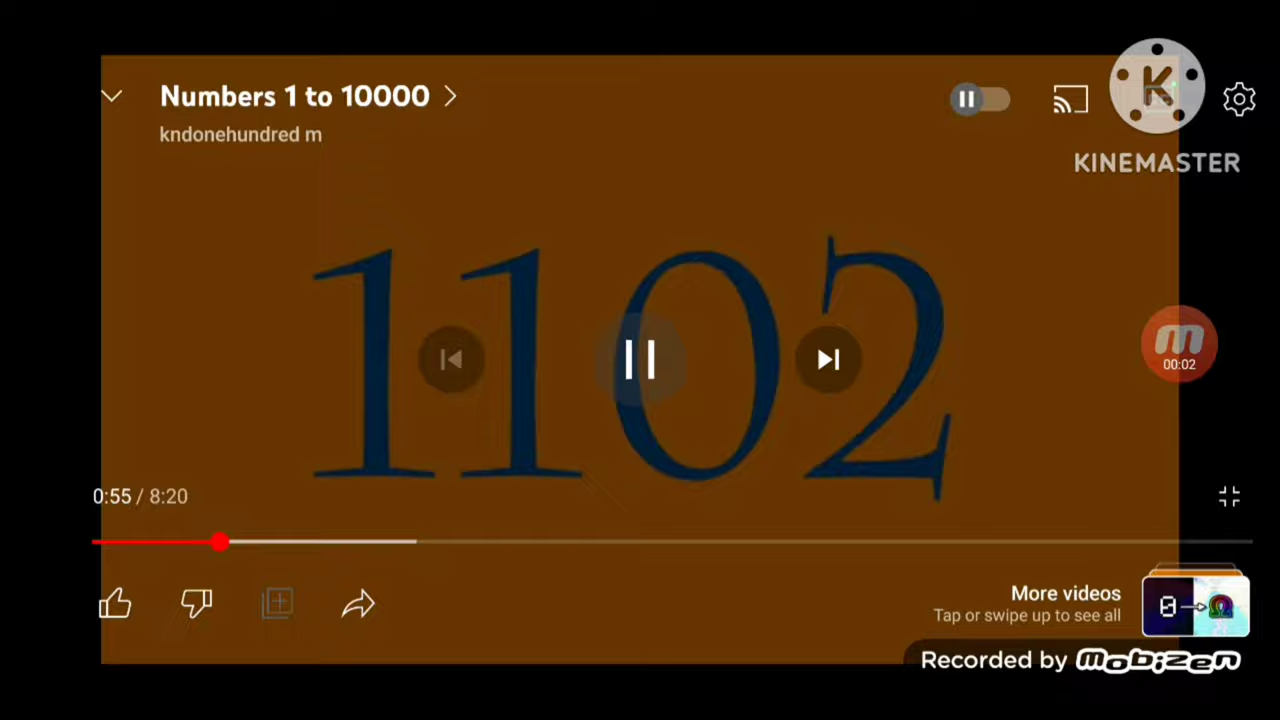 Numbers 1 to 10000
kndonehundred m
K
KINEMASTER
1102
m
00:02
0:55 / 8:20
More videos
Tap or swipe up to see all
0
Recorded by Mobizen